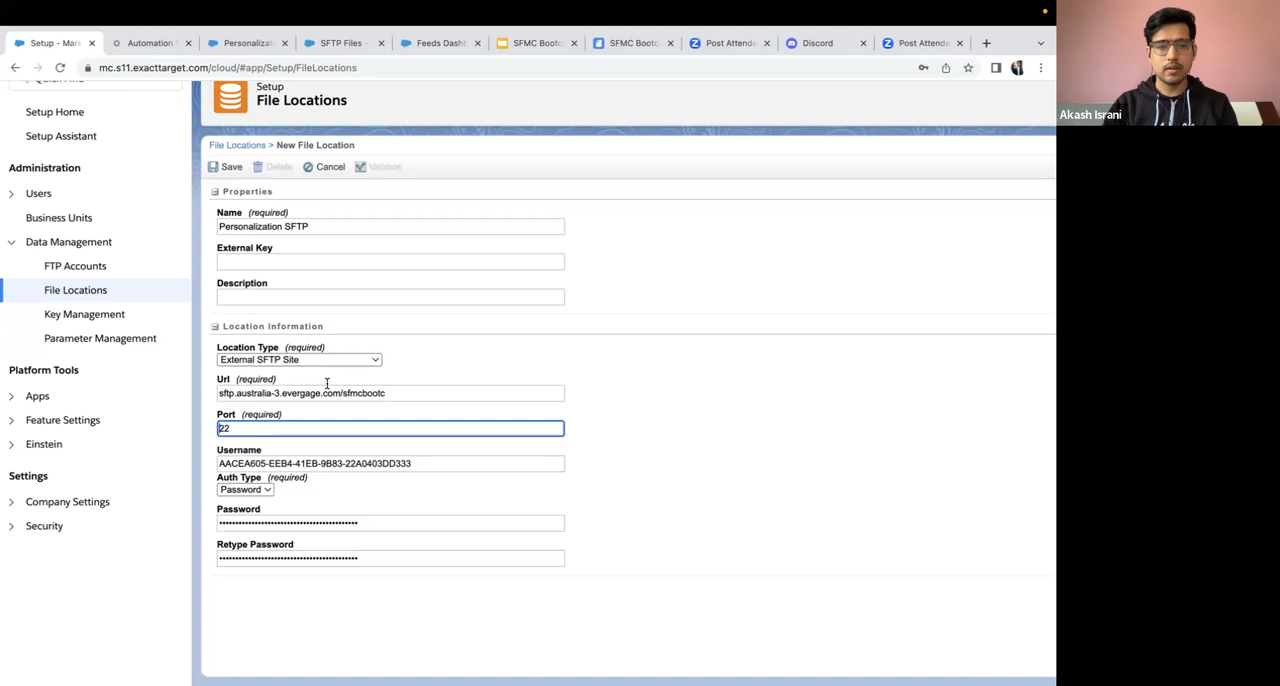 Setup - Mark
Automation
Personalizati
SFTP Files -
Feeds Dashb
SFMC Bootc
SFMC Bootc
Post Attende
Discord
Post Attende
mc.s11.exacttarget.com/cloud/#app/Setup/FileLocations
Akash Israni
Setup Home
Setup Assistant
Administration
Users
Business Units
Data Management
FTP Accounts
File Locations
Key Management
Parameter Management
Platform Tools
Apps
Feature Settings
Einstein
Settings
Company Settings
Security
Setup
File Locations
File Locations > New File Location
Save Delete Cancel Validate
Properties
Name (required)
Personalization SFTP
External Key
Description
Location Information
Location Type (required)
External SFTP Site
Url (required)
sftp.australia-3.evergage.com/sfmcbootc
Port (required)
22
Username
AACEA605-EEB4-41EB-9B83-22A0403DD333
Auth Type (required)
Password
Password
Retype Password